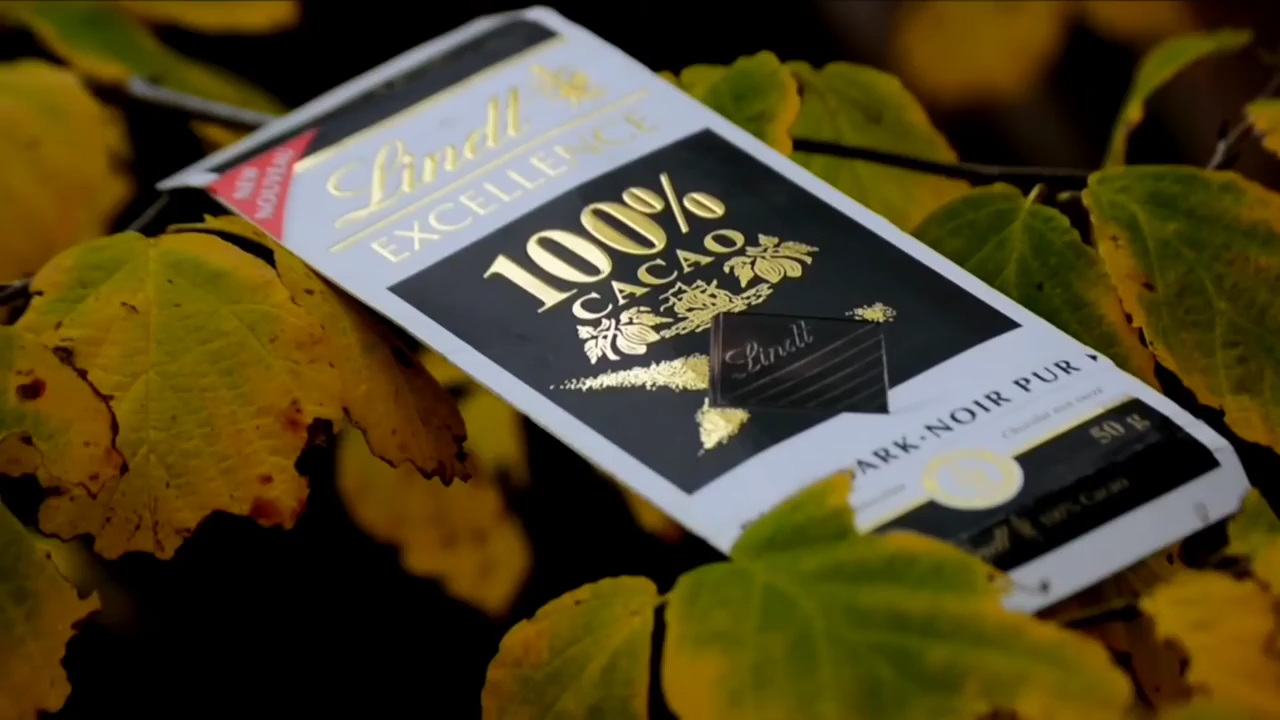 NEW
NOUVEAU
Lindt
EXCELLENCE
100%
CACAO
Lindt
DARK·NOIR PUR
50 g
100% Cacao